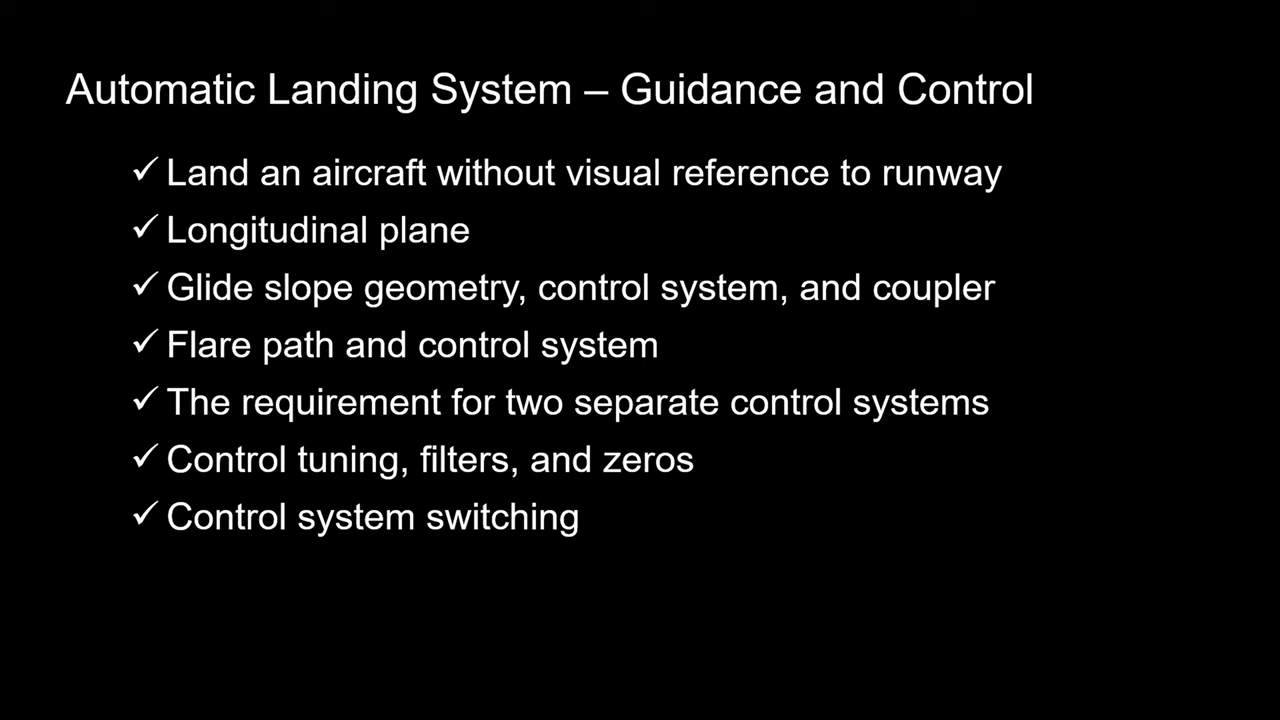 Automatic Landing System – Guidance and Control
✓ Land an aircraft without visual reference to runway
✓ Longitudinal plane
✓ Glide slope geometry, control system, and coupler
✓ Flare path and control system
✓ The requirement for two separate control systems
✓ Control tuning, filters, and zeros
✓ Control system switching